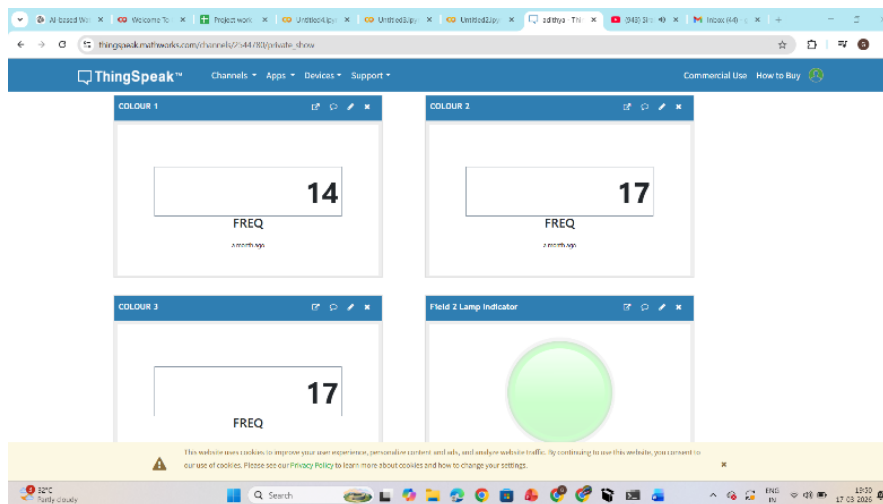 Welcome To
Project work
Untitled4.ipy
Untitled3.ipy
Untitled2.ipy
Inbox (44)
thingspeak.mathworks.com/channels/2544780/private_show
ThingSpeak™
Channels
Apps
Devices
Support
Commercial Use
How to Buy
COLOUR 1
COLOUR 2
14
17
FREQ
FREQ
a month ago
a month ago
COLOUR 3
Field 2 Lamp Indicator
17
FREQ
This website uses cookies to improve your user experience, personalize content and ads, and analyze website traffic. By continuing to use this website, you consent to
our use of cookies. Please see our Privacy Policy to learn more about cookies and how to change your settings.
32°C
Partly cloudy
Search
ENG
IN